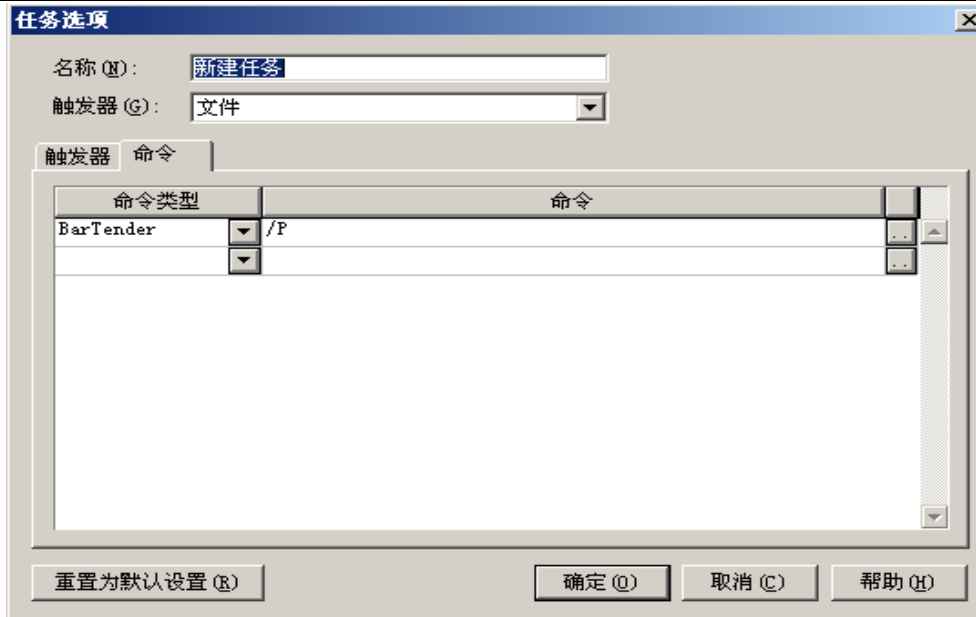 任务选项
名称(N):
新建任务
触发器(G):
文件
触发器 命令
命令类型 命令
BarTender /P ..
..
重置为默认设置(R) 确定(O) 取消(C) 帮助(H)